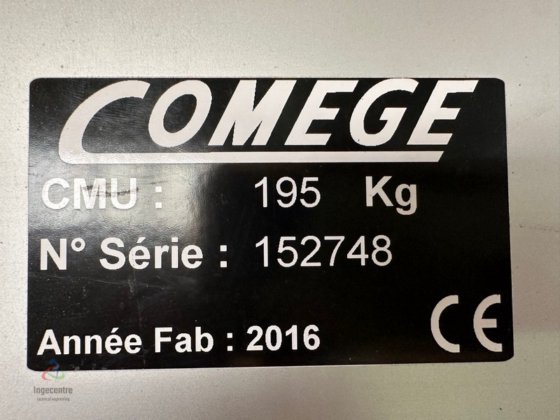 COMEGE
CMU : 195 Kg
N° Série : 152748
Année Fab : 2016
CE
logecentre